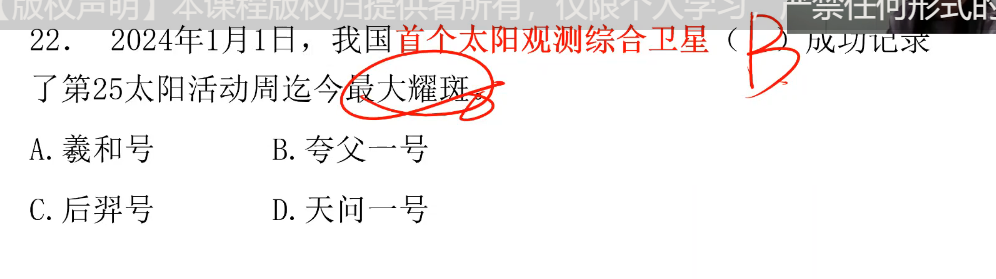 【版权声明】本课程版权归提供者所有，仅限个人学习，严禁任何形式的
22． 2024年1月1日，我国首个太阳观测综合卫星（B）成功记录
了第25太阳活动周迄今最大耀斑。
A.羲和号 B.夸父一号
C.后羿号 D.天问一号